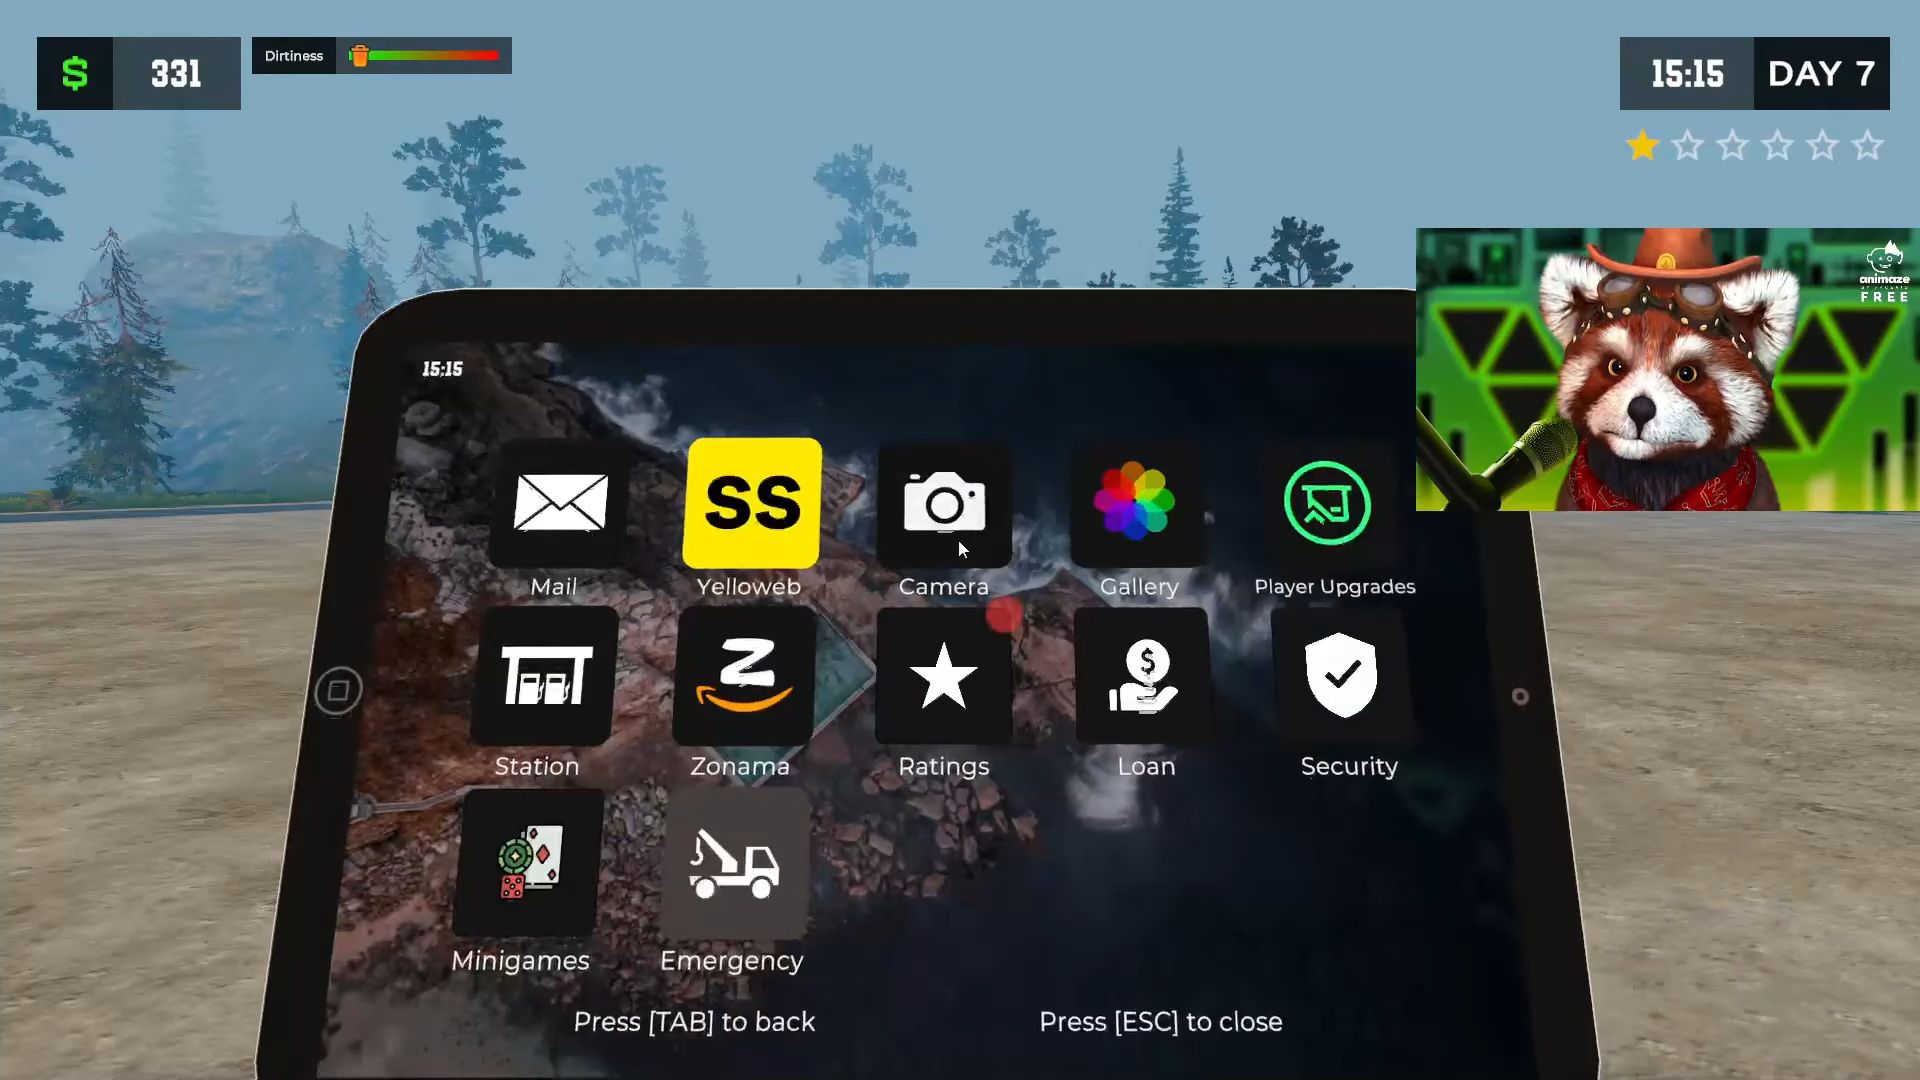 $ 331
Dirtiness
15:15 DAY 7
animaze
FREE
15:15
SS
Mail Yelloweb Camera Gallery Player Upgrades
Z
Station Zonama Ratings Loan Security
Minigames Emergency
Press [TAB] to back Press [ESC] to close